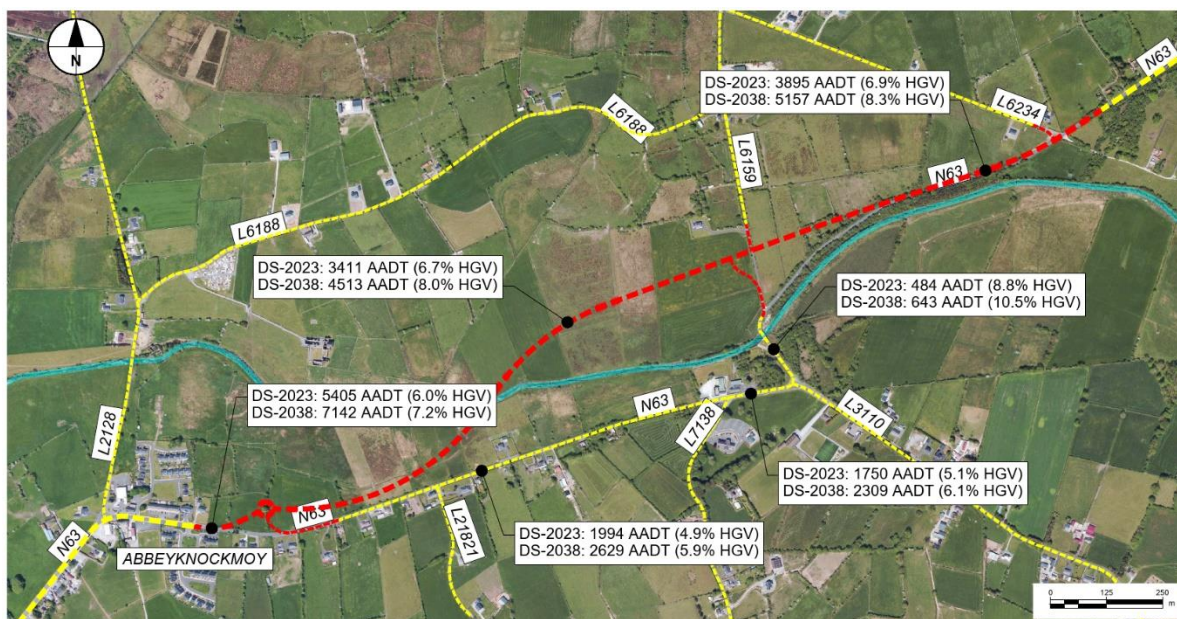 N
N63
DS-2023: 3895 AADT (6.9% HGV)
DS-2038: 5157 AADT (8.3% HGV)
L6234
L6188
L6159
N63
L6188
DS-2023: 3411 AADT (6.7% HGV)
DS-2038: 4513 AADT (8.0% HGV)
DS-2023: 484 AADT (8.8% HGV)
DS-2038: 643 AADT (10.5% HGV)
DS-2023: 5405 AADT (6.0% HGV)
DS-2038: 7142 AADT (7.2% HGV)
L2128
N63
L7138
L3110
DS-2023: 1750 AADT (5.1% HGV)
DS-2038: 2309 AADT (6.1% HGV)
N63
L21821
DS-2023: 1994 AADT (4.9% HGV)
DS-2038: 2629 AADT (5.9% HGV)
N63
ABBEYKNOCKMOY
0 125 250
m